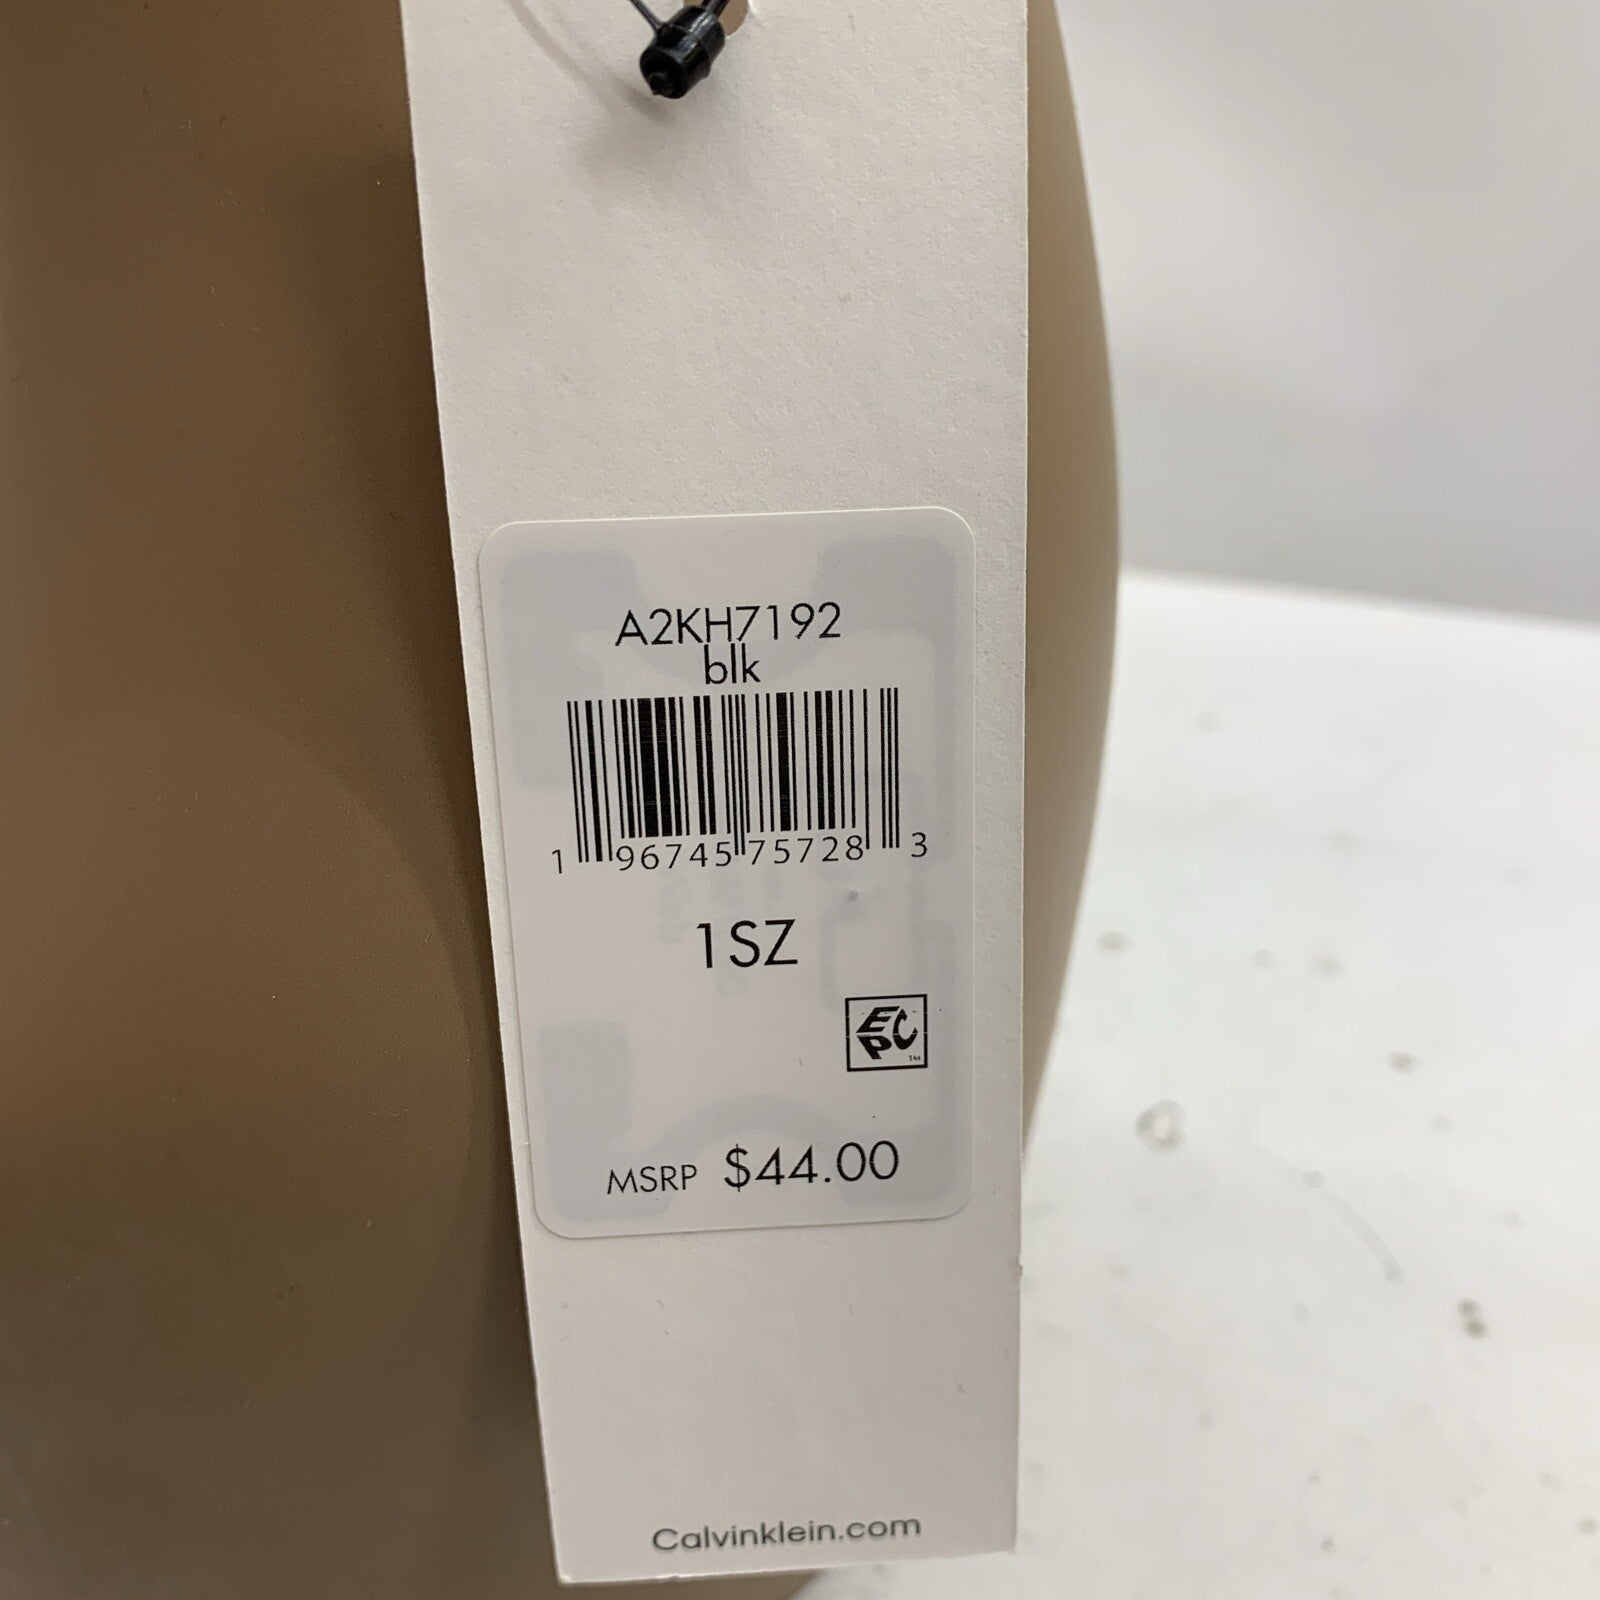 A2KH7192
blk
1 96745 75728 3
1SZ
EPC
MSRP $44.00
Calvinklein.com